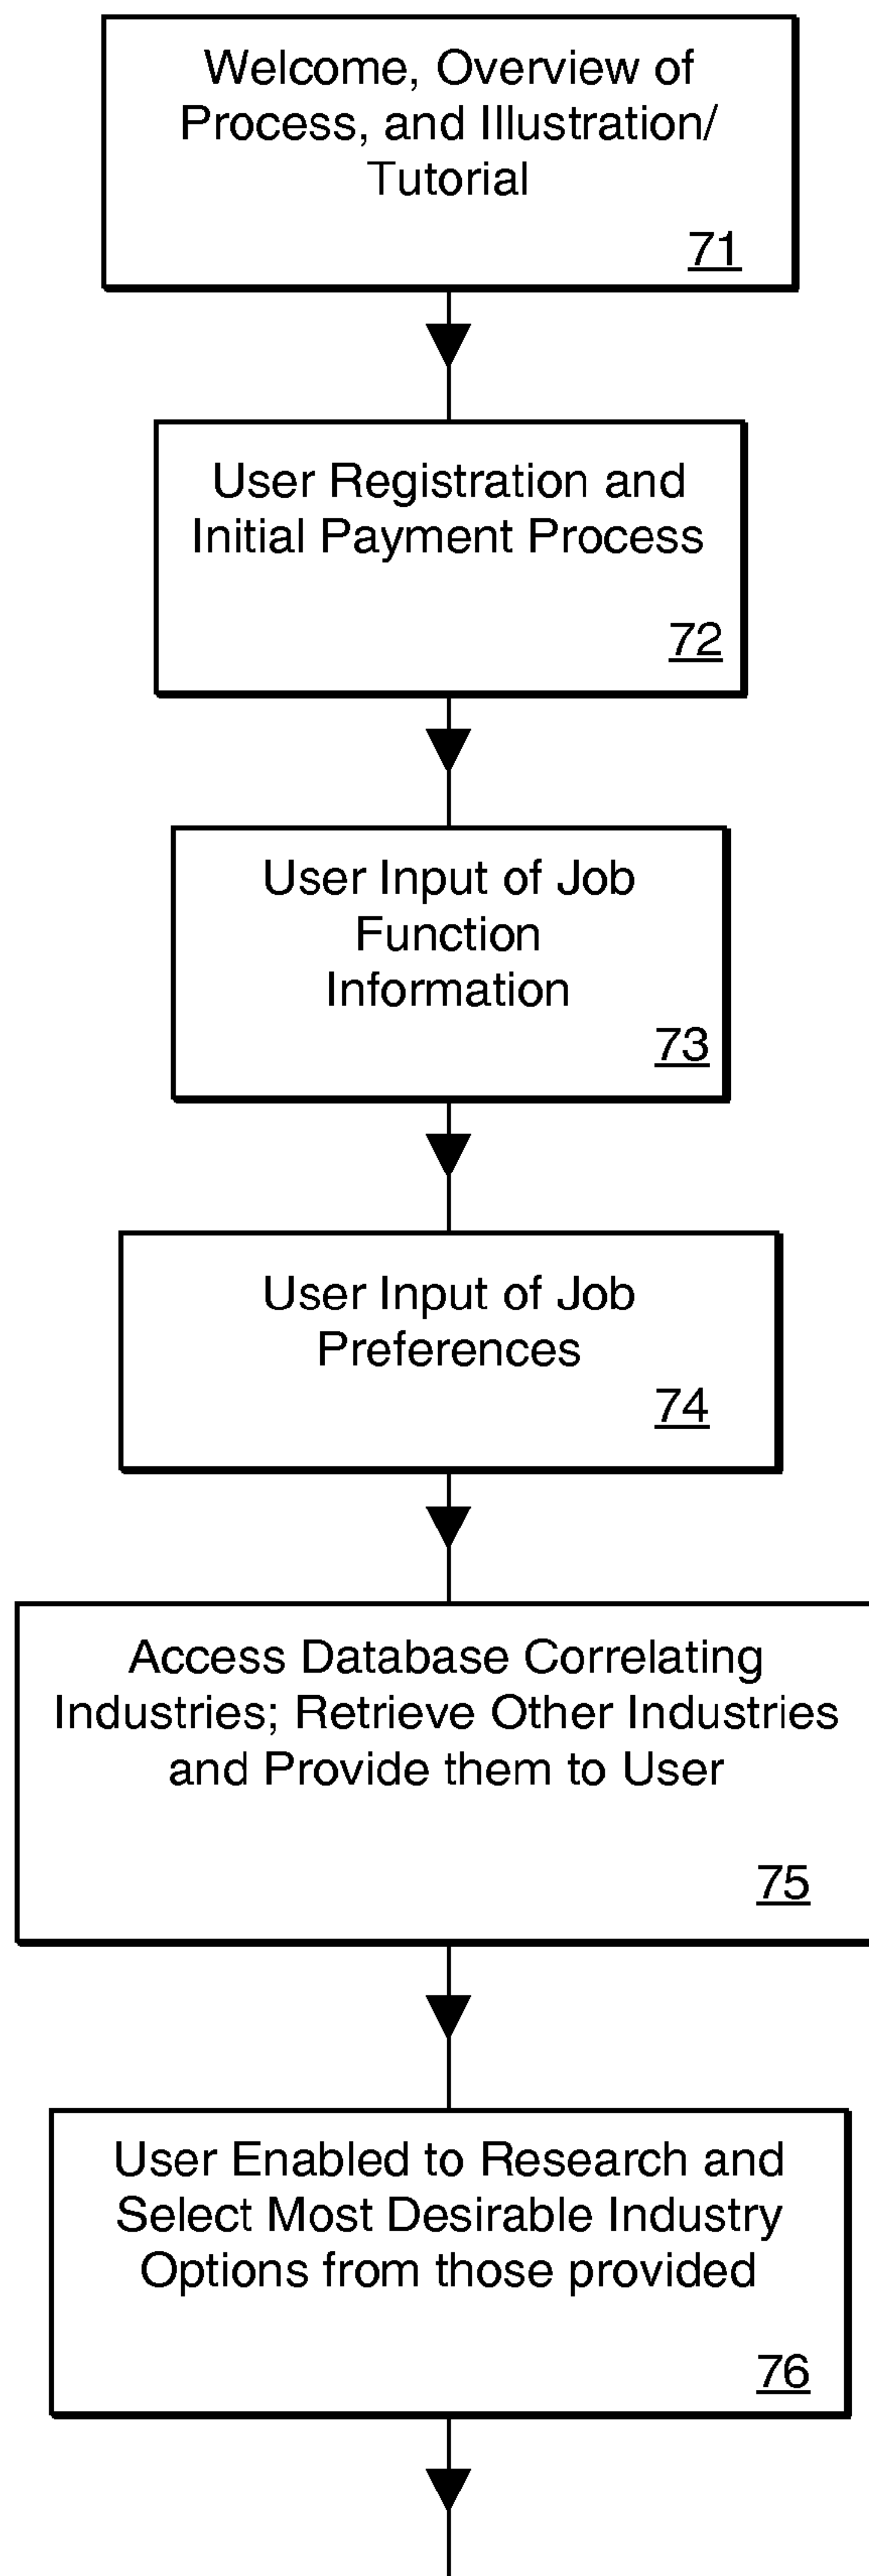 Welcome, Overview of
Process, and Illustration/
Tutorial
71
User Registration and
Initial Payment Process
72
User Input of Job
Function
Information
73
User Input of Job
Preferences
74
Access Database Correlating
Industries; Retrieve Other Industries
and Provide them to User
75
User Enabled to Research and
Select Most Desirable Industry
Options from those provided
76